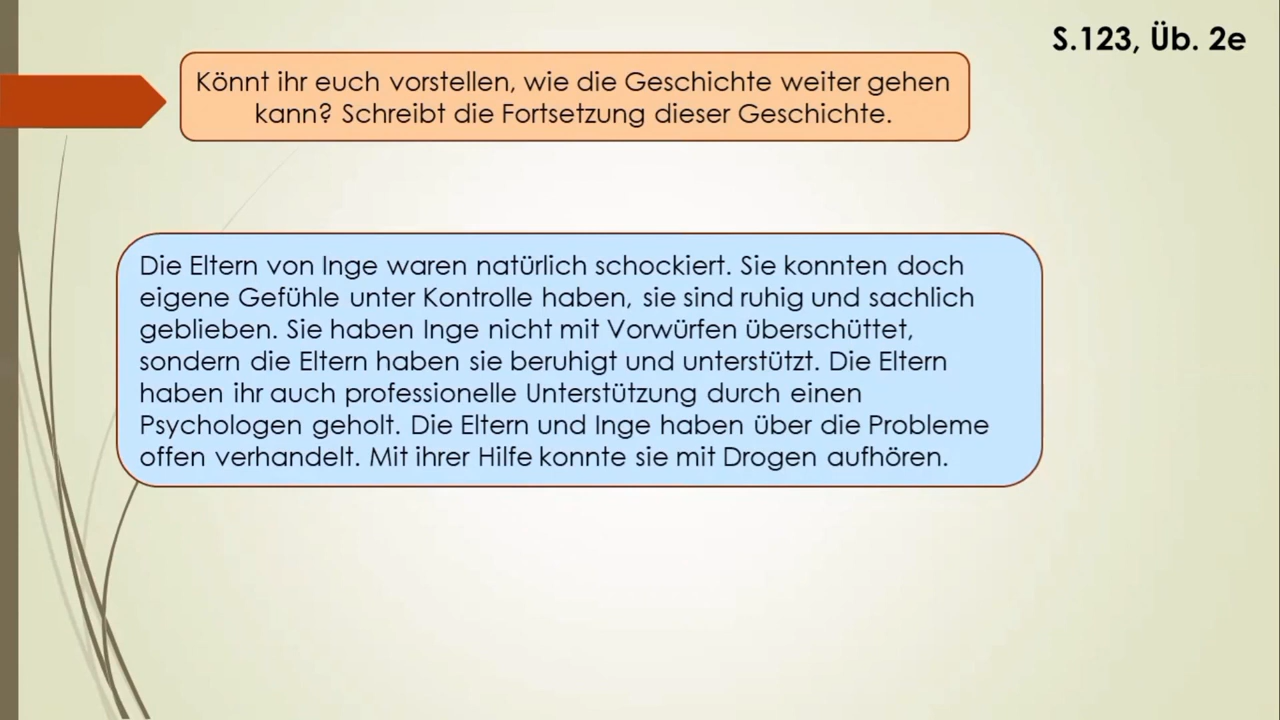 S.123, Üb. 2e
Könnt ihr euch vorstellen, wie die Geschichte weiter gehen
kann? Schreibt die Fortsetzung dieser Geschichte.
Die Eltern von Inge waren natürlich schockiert. Sie konnten doch
eigene Gefühle unter Kontrolle haben, sie sind ruhig und sachlich
geblieben. Sie haben Inge nicht mit Vorwürfen überschüttet,
sondern die Eltern haben sie beruhigt und unterstützt. Die Eltern
haben ihr auch professionelle Unterstützung durch einen
Psychologen geholt. Die Eltern und Inge haben über die Probleme
offen verhandelt. Mit ihrer Hilfe konnte sie mit Drogen aufhören.